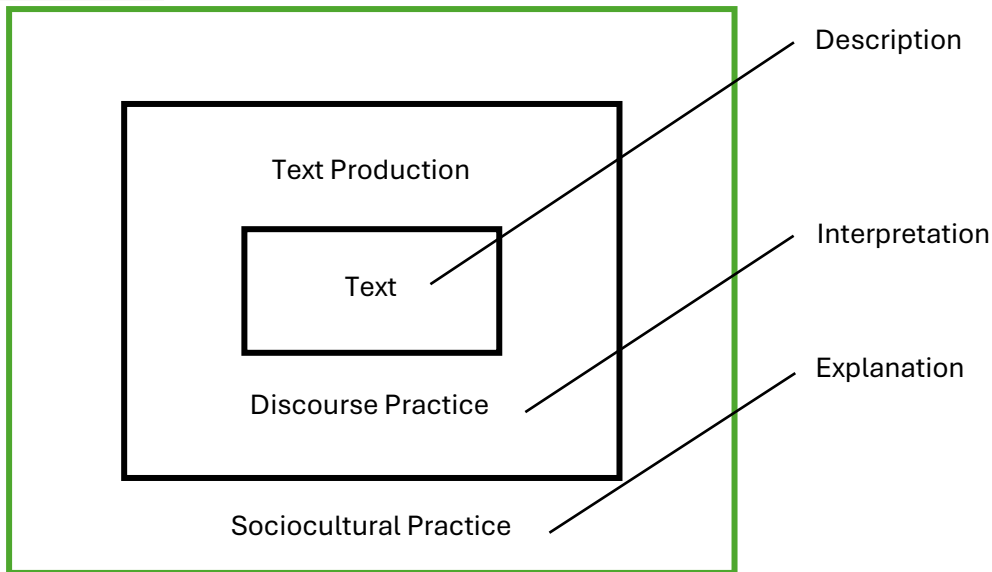 Description
Text Production
Interpretation
Text
Explanation
Discourse Practice
Sociocultural Practice